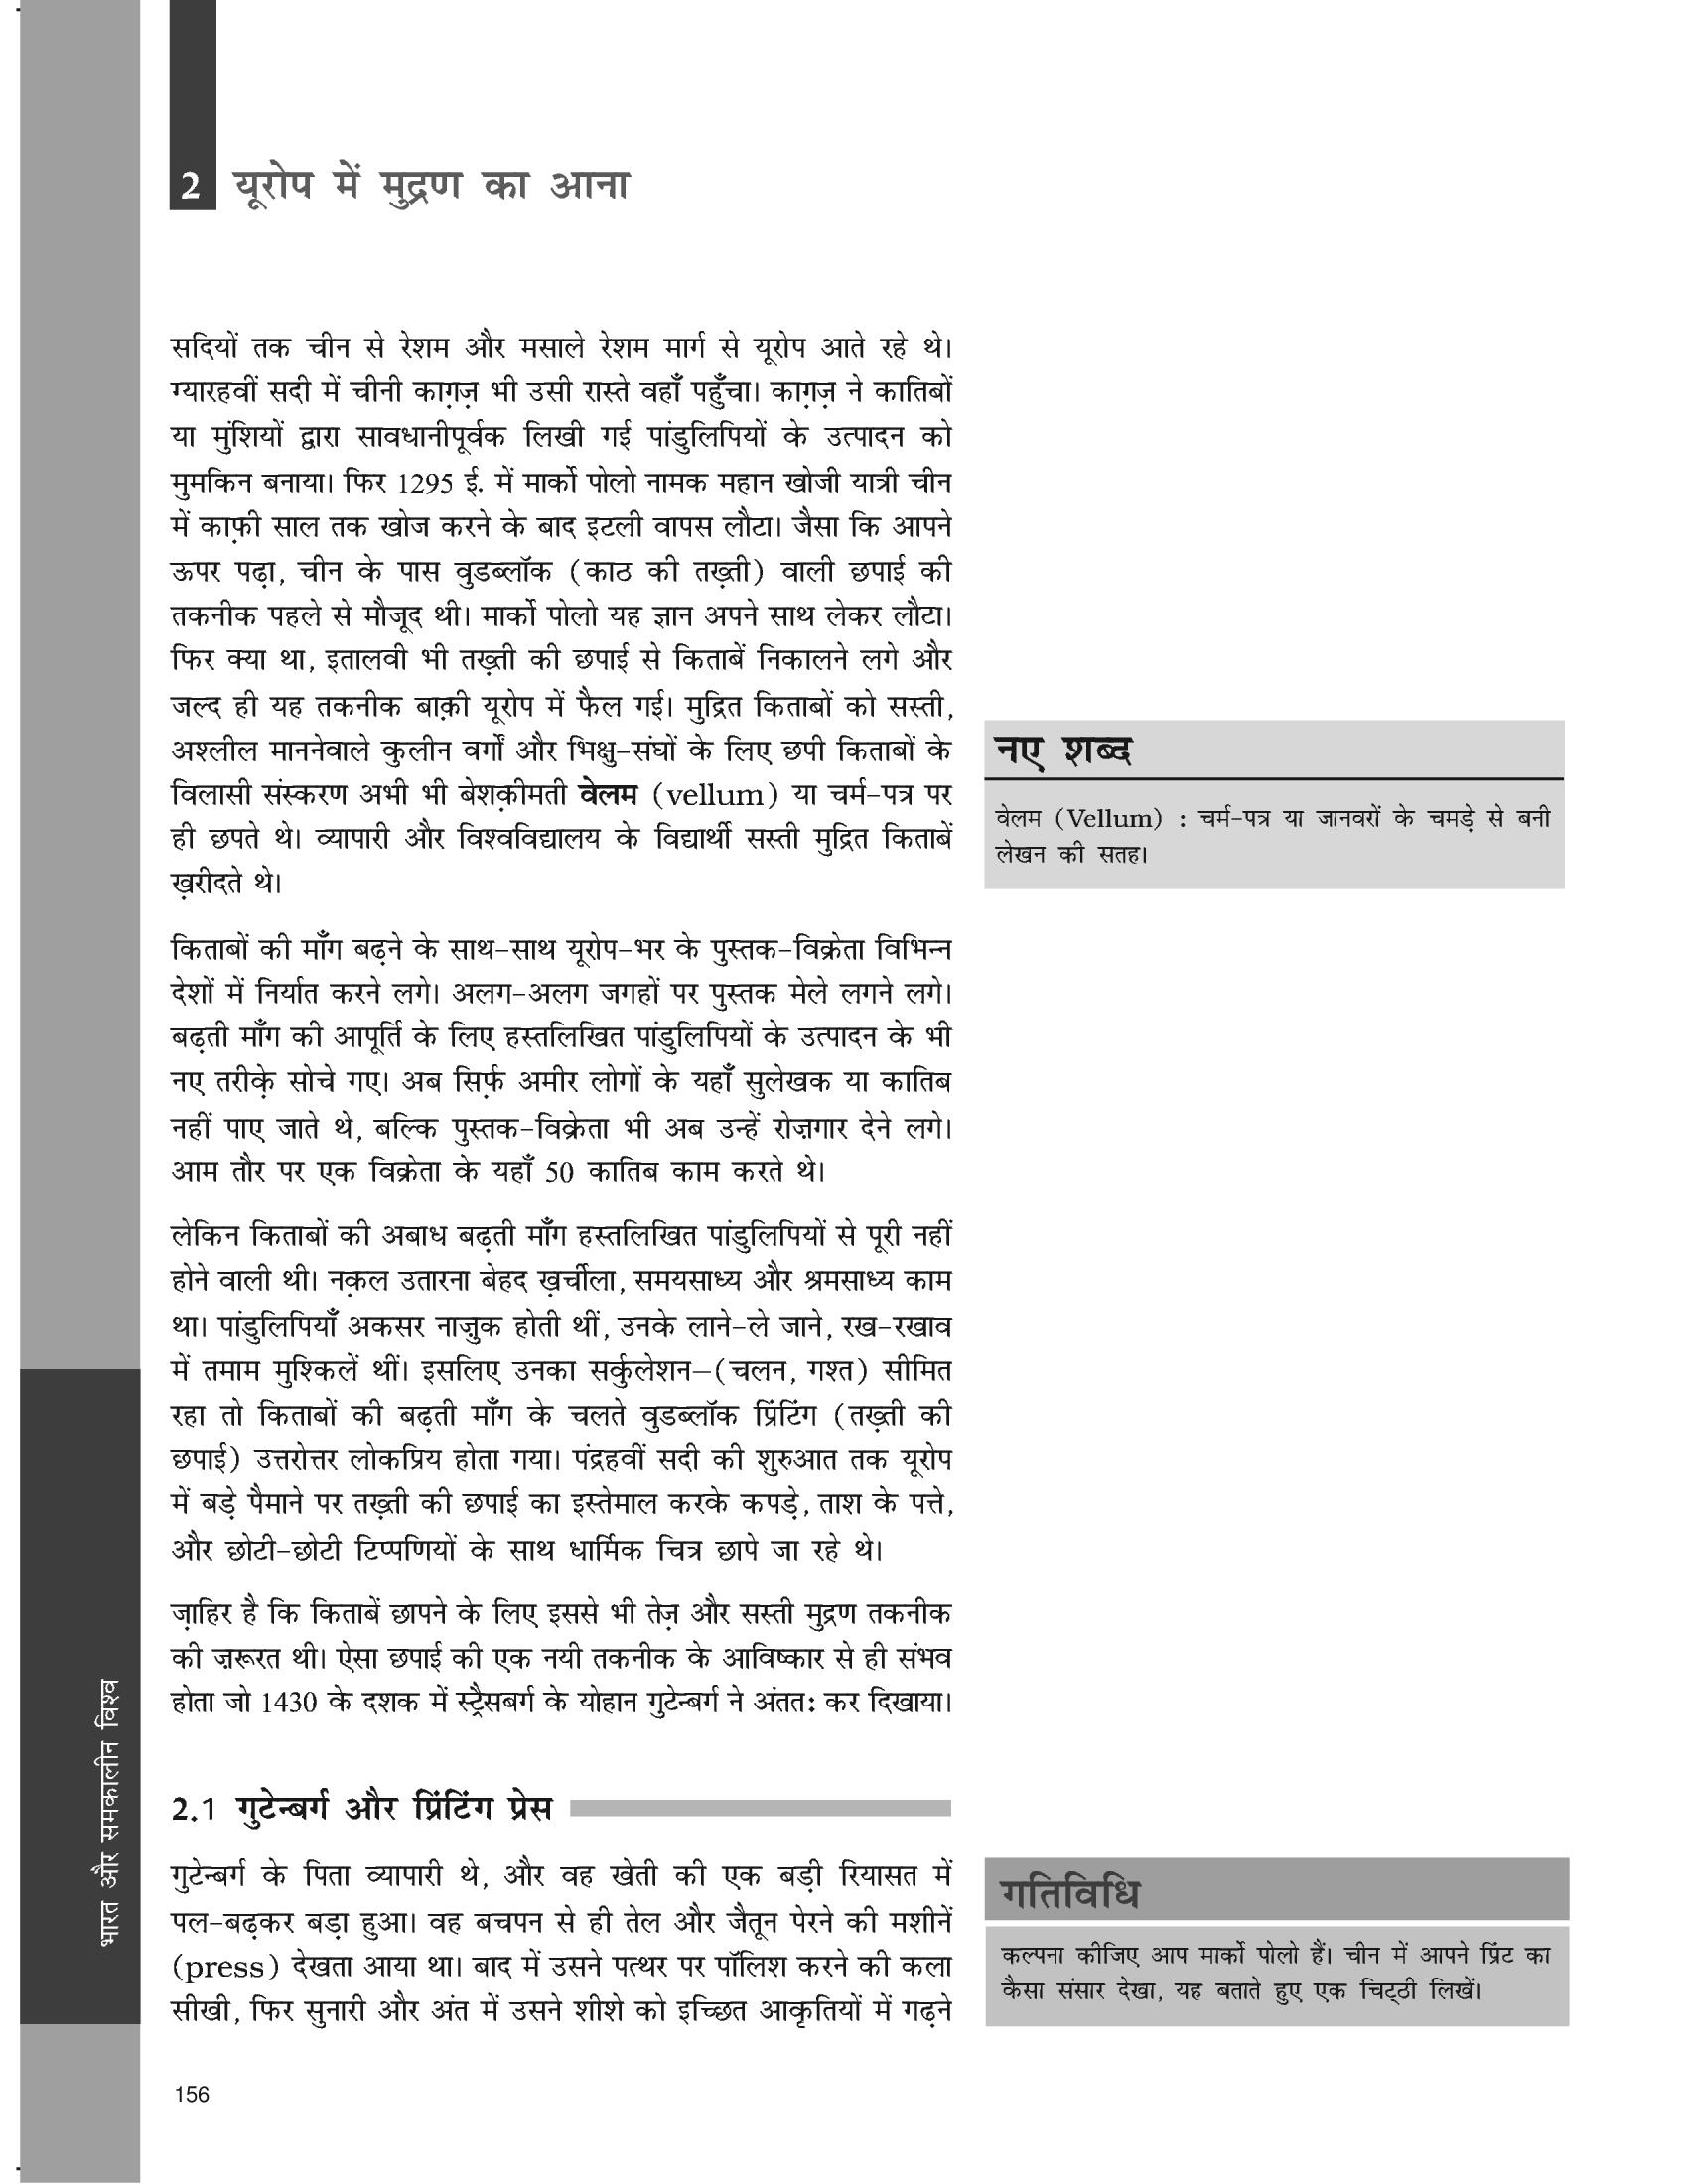 2 यूरोप में मुद्रण का आना
सदियों तक चीन से रेशम और मसाले रेशम मार्ग से यूरोप आते रहे थे।
ग्यारहवीं सदी में चीनी काग़ज़ भी उसी रास्ते वहाँ पहुँचा। काग़ज़ ने कातिबों
या मुंशियों द्वारा सावधानीपूर्वक लिखी गई पांडुलिपियों के उत्पादन को
मुमकिन बनाया। फिर 1295 ई. में मार्को पोलो नामक महान खोजी यात्री चीन
में काफ़ी साल तक खोज करने के बाद इटली वापस लौटा। जैसा कि आपने
ऊपर पढ़ा, चीन के पास वुडब्लॉक (काठ की तख़्ती) वाली छपाई की
तकनीक पहले से मौजूद थी। मार्को पोलो यह ज्ञान अपने साथ लेकर लौटा।
फिर क्या था, इतालवी भी तख़्ती की छपाई से किताबें निकालने लगे और
जल्द ही यह तकनीक बाक़ी यूरोप में फैल गई। मुद्रित किताबों को सस्ती,
अश्लील माननेवाले कुलीन वर्गों और भिक्षु-संघों के लिए छपी किताबों के
विलासी संस्करण अभी भी बेशक़ीमती वेलम (vellum) या चर्म-पत्र पर
ही छपते थे। व्यापारी और विश्वविद्यालय के विद्यार्थी सस्ती मुद्रित किताबें
ख़रीदते थे।
नए शब्द
वेलम (Vellum) : चर्म-पत्र या जानवरों के चमड़े से बनी
लेखन की सतह।
किताबों की माँग बढ़ने के साथ-साथ यूरोप-भर के पुस्तक-विक्रेता विभिन्न
देशों में निर्यात करने लगे। अलग-अलग जगहों पर पुस्तक मेले लगने लगे।
बढ़ती माँग की आपूर्ति के लिए हस्तलिखित पांडुलिपियों के उत्पादन के भी
नए तरीक़े सोचे गए। अब सिर्फ़ अमीर लोगों के यहाँ सुलेखक या कातिब
नहीं पाए जाते थे, बल्कि पुस्तक-विक्रेता भी अब उन्हें रोज़गार देने लगे।
आम तौर पर एक विक्रेता के यहाँ 50 कातिब काम करते थे।
लेकिन किताबों की अबाध बढ़ती माँग हस्तलिखित पांडुलिपियों से पूरी नहीं
होने वाली थी। नक़ल उतारना बेहद ख़र्चीला, समयसाध्य और श्रमसाध्य काम
था। पांडुलिपियाँ अकसर नाज़ुक होती थीं, उनके लाने-ले जाने, रख-रखाव
में तमाम मुश्किलें थीं। इसलिए उनका सर्कुलेशन–(चलन, गश्त) सीमित
रहा तो किताबों की बढ़ती माँग के चलते वुडब्लॉक प्रिंटिंग (तख़्ती की
छपाई) उत्तरोत्तर लोकप्रिय होता गया। पंद्रहवीं सदी की शुरुआत तक यूरोप
में बड़े पैमाने पर तख़्ती की छपाई का इस्तेमाल करके कपड़े, ताश के पत्ते,
और छोटी-छोटी टिप्पणियों के साथ धार्मिक चित्र छापे जा रहे थे।
ज़ाहिर है कि किताबें छापने के लिए इससे भी तेज़ और सस्ती मुद्रण तकनीक
की ज़रूरत थी। ऐसा छपाई की एक नयी तकनीक के आविष्कार से ही संभव
होता जो 1430 के दशक में स्ट्रैसबर्ग के योहान गुटेन्बर्ग ने अंततः कर दिखाया।
2.1 गुटेन्बर्ग और प्रिंटिंग प्रेस
गुटेन्बर्ग के पिता व्यापारी थे, और वह खेती की एक बड़ी रियासत में
पल-बढ़कर बड़ा हुआ। वह बचपन से ही तेल और जैतून पेरने की मशीनें
(press) देखता आया था। बाद में उसने पत्थर पर पॉलिश करने की कला
सीखी, फिर सुनारी और अंत में उसने शीशे को इच्छित आकृतियों में गढ़ने
गतिविधि
कल्पना कीजिए आप मार्को पोलो हैं। चीन में आपने प्रिंट का
कैसा संसार देखा, यह बताते हुए एक चिट्ठी लिखें।
भारत और समकालीन विश्व
156